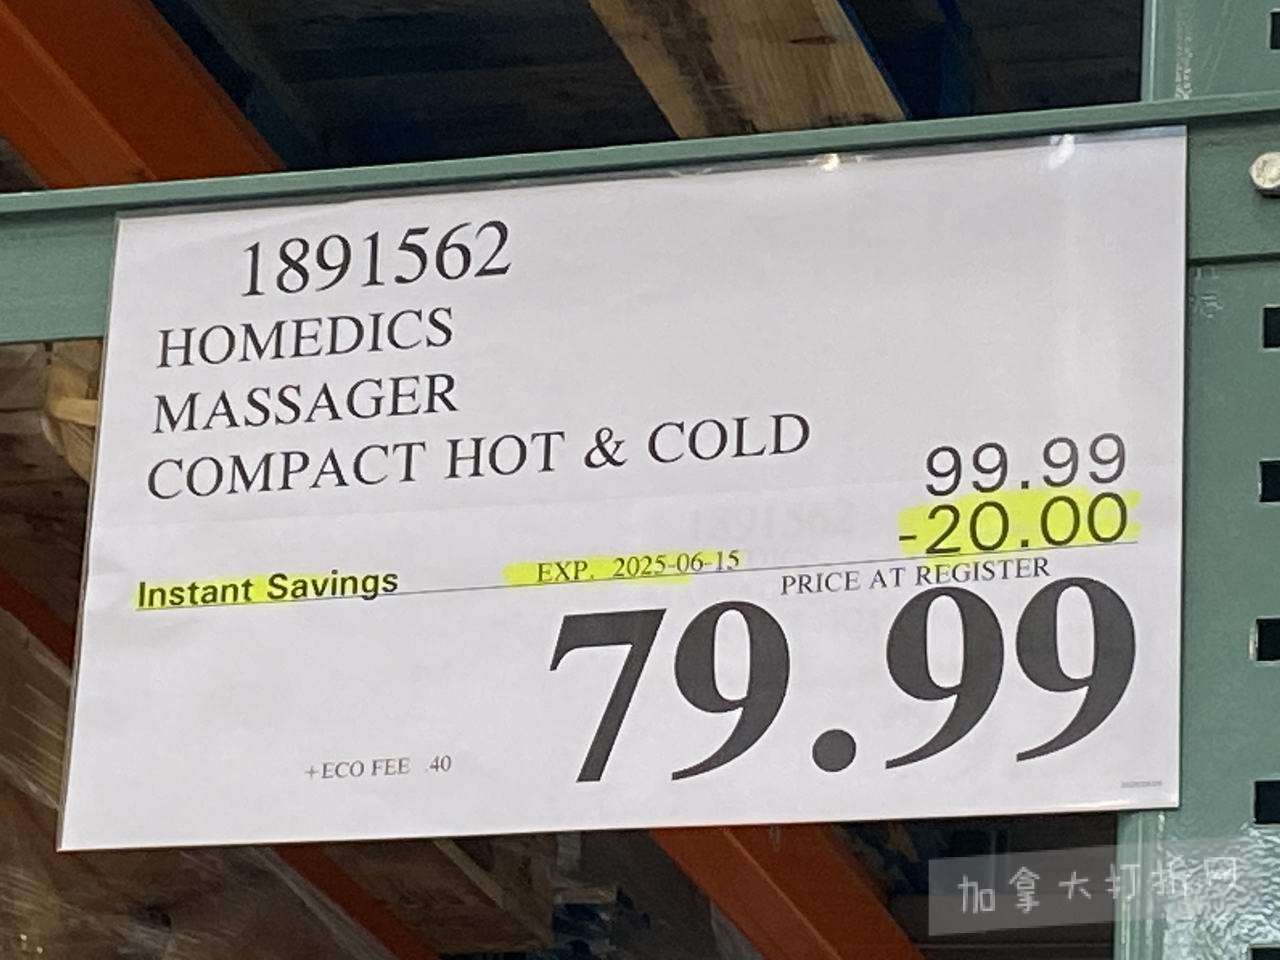 1891562
HOMEDICS
MASSAGER
COMPACT HOT & COLD
99.99
-20.00
Instant Savings EXP. 2025-06-15
PRICE AT REGISTER
79.99
+ECO FEE .40
加拿大打折网